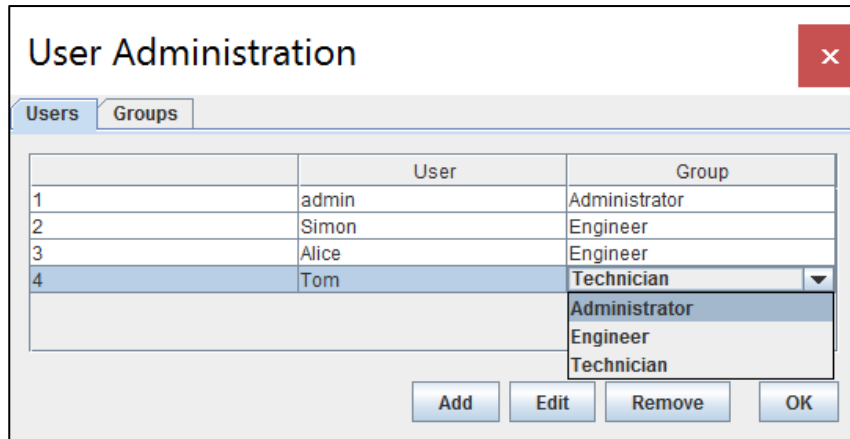 User Administration
×
Users Groups
User Group
1 admin Administrator
2 Simon Engineer
3 Alice Engineer
4 Tom Technician
Administrator
Engineer
Technician
Add Edit Remove OK